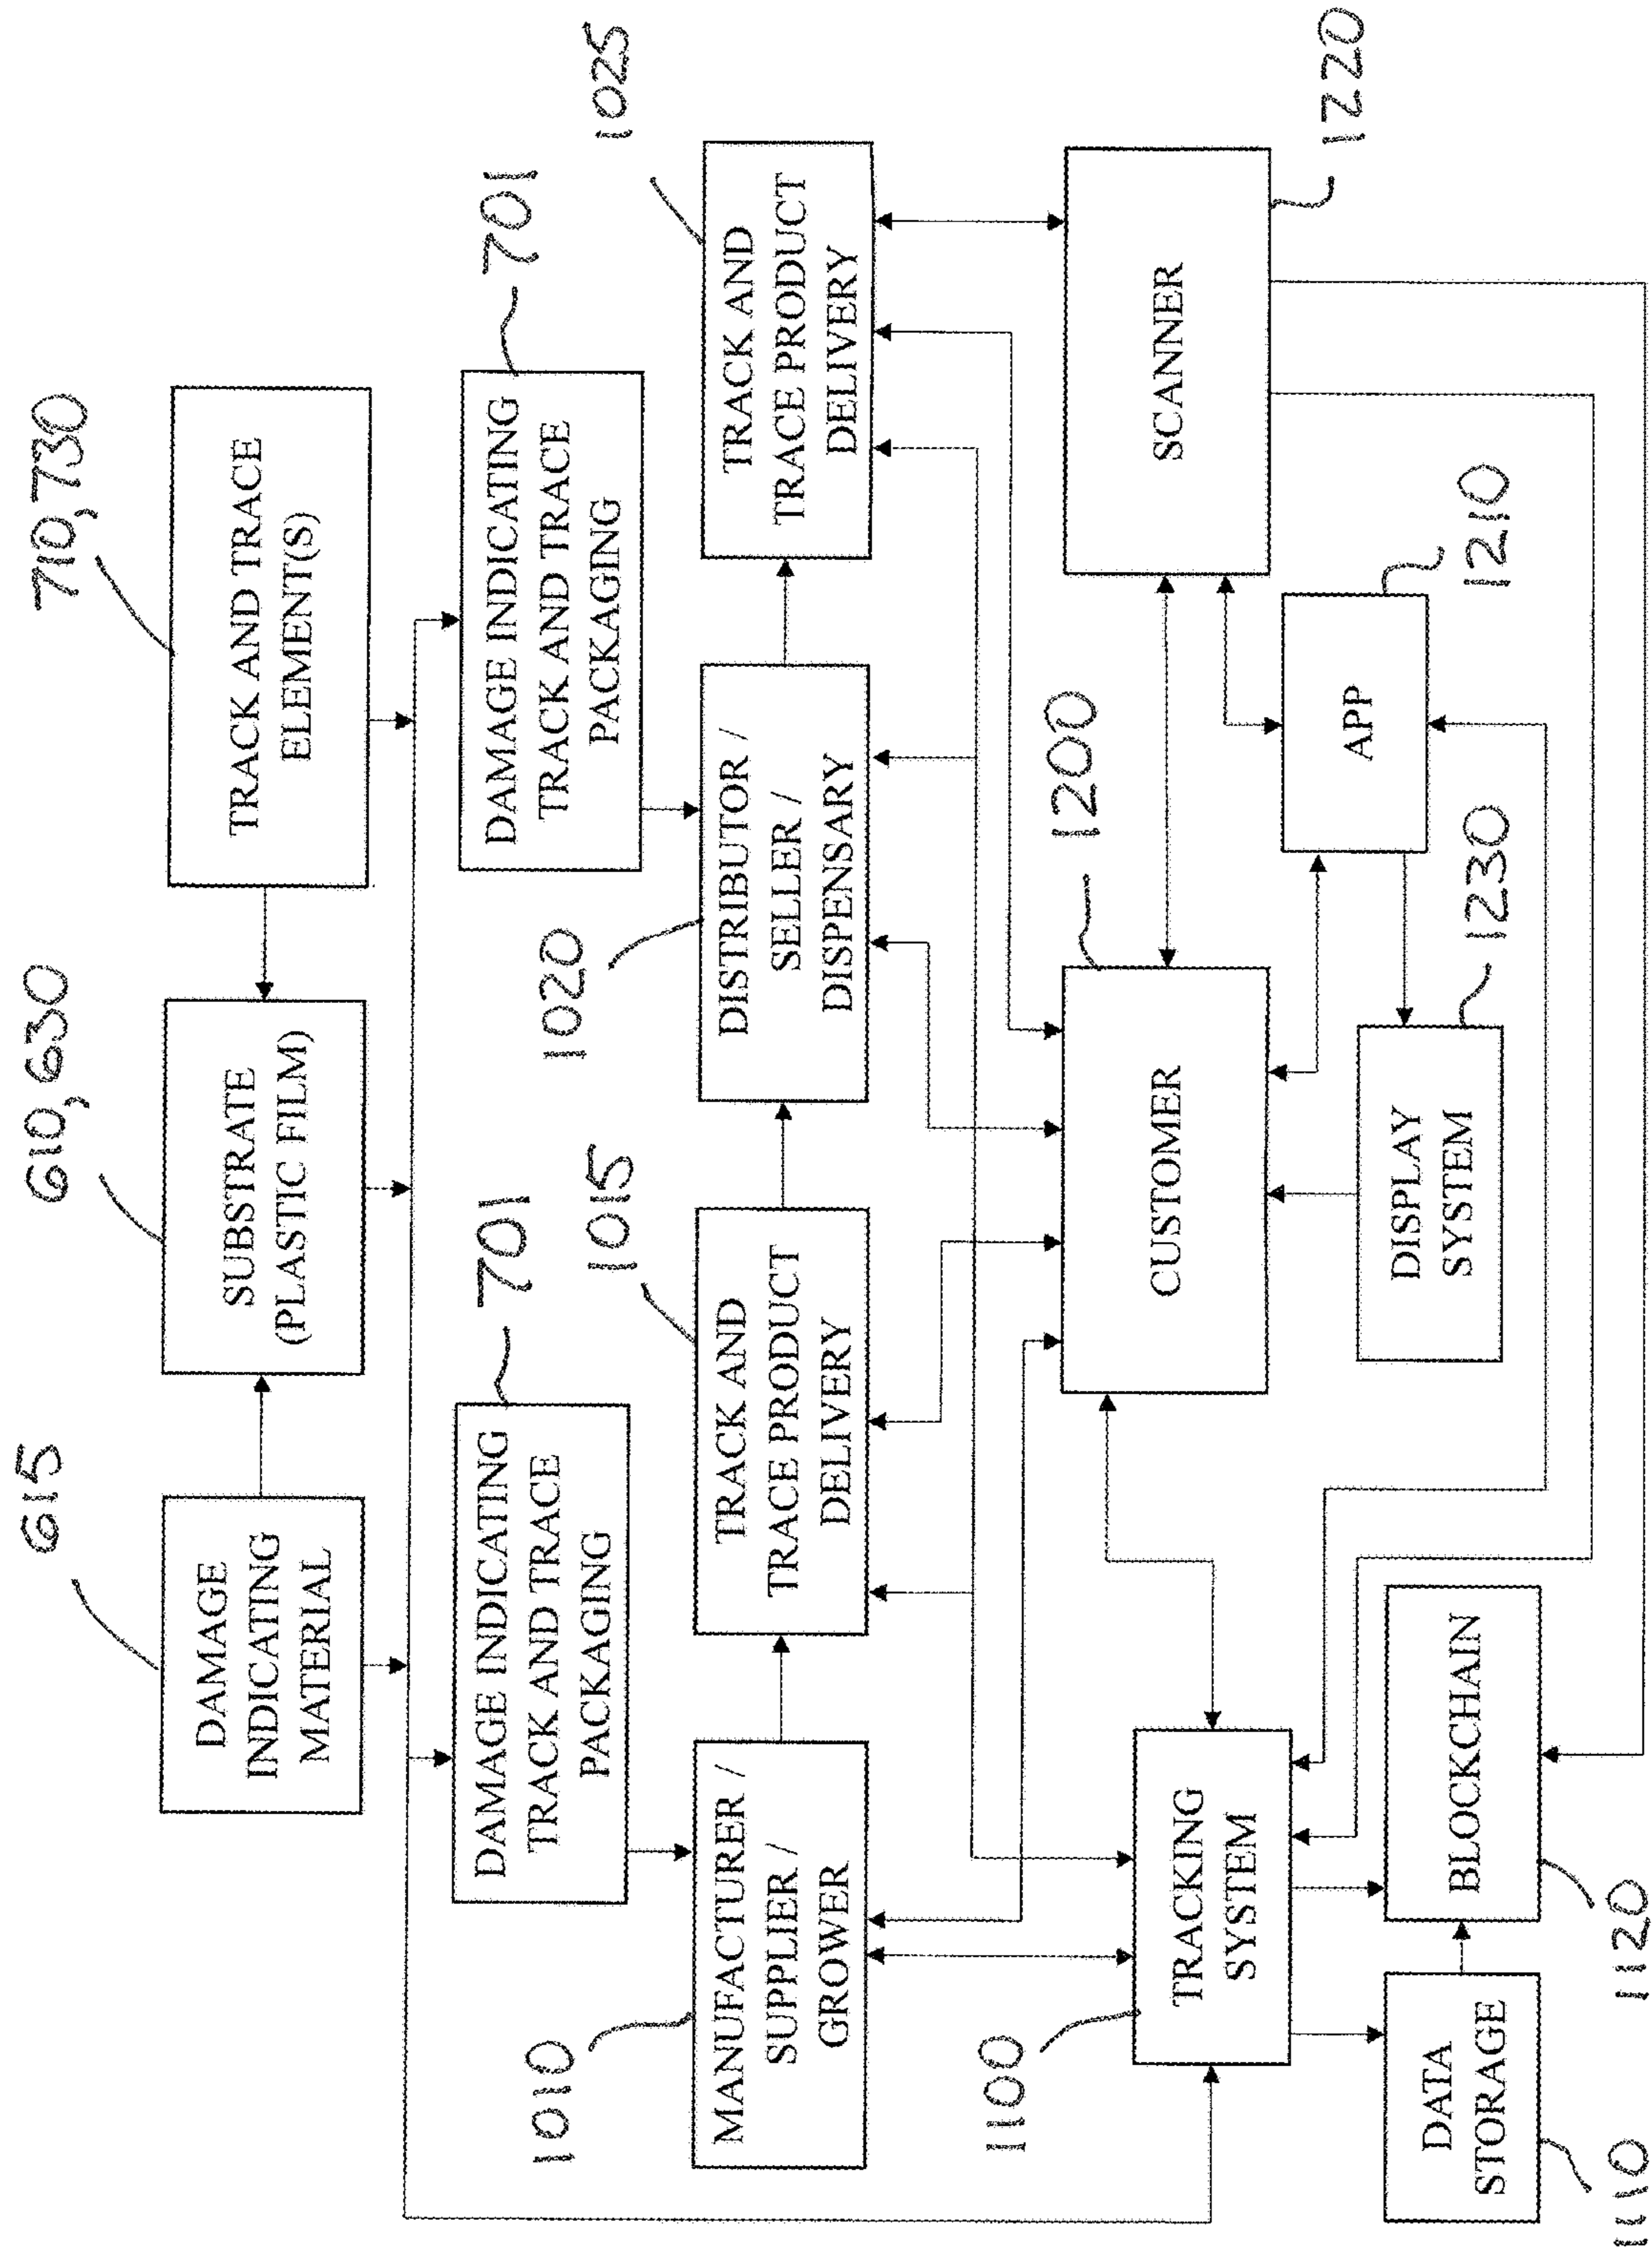 615
610,630
710,730
DAMAGE
INDICATING
MATERIAL
SUBSTRATE
(PLASTIC FILM)
TRACK AND TRACE
ELEMENT(S)
701
701
DAMAGE INDICATING
TRACK AND TRACE
PACKAGING
DAMAGE INDICATING
TRACK AND TRACE
PACKAGING
1010
1015
1020
1025
MANUFACTURER /
SUPPLIER /
GROWER
TRACK AND
TRACE PRODUCT
DELIVERY
DISTRIBUTOR /
SELLER /
DISPENSARY
TRACK AND
TRACE PRODUCT
DELIVERY
1100
1200
TRACKING
SYSTEM
CUSTOMER
SCANNER
1220
DATA
STORAGE
BLOCKCHAIN
DISPLAY
SYSTEM
APP
1110
1120
1230
1210